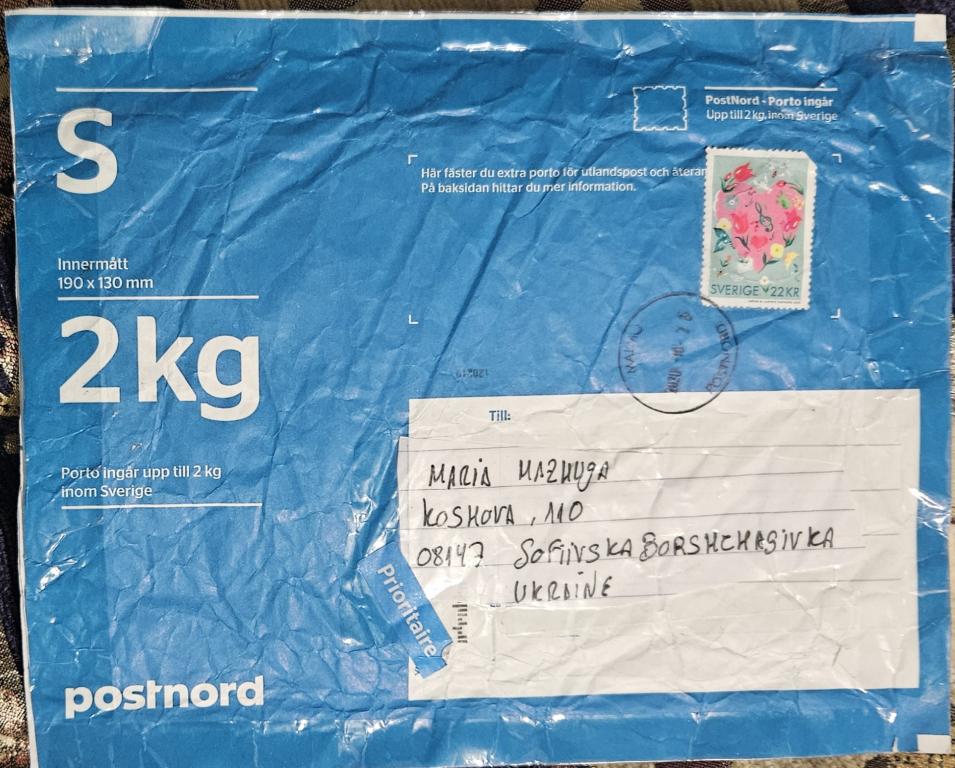 S
Innermått
190 x 130 mm
2kg
Porto ingår upp till 2 kg
inom Sverige
postnord
PostNord - Porto ingår
Upp till 2 kg, inom Sverige
Här fäster du extra porto för utlandspost och återan
På baksidan hittar du mer information.
SVERIGE 22KR
Till:
MARIA MAZHUGA
KOSHOVA, 110
08147 SOFIIVSKA BORSHCHAGIVKA
UKRAINE
Prioritaire